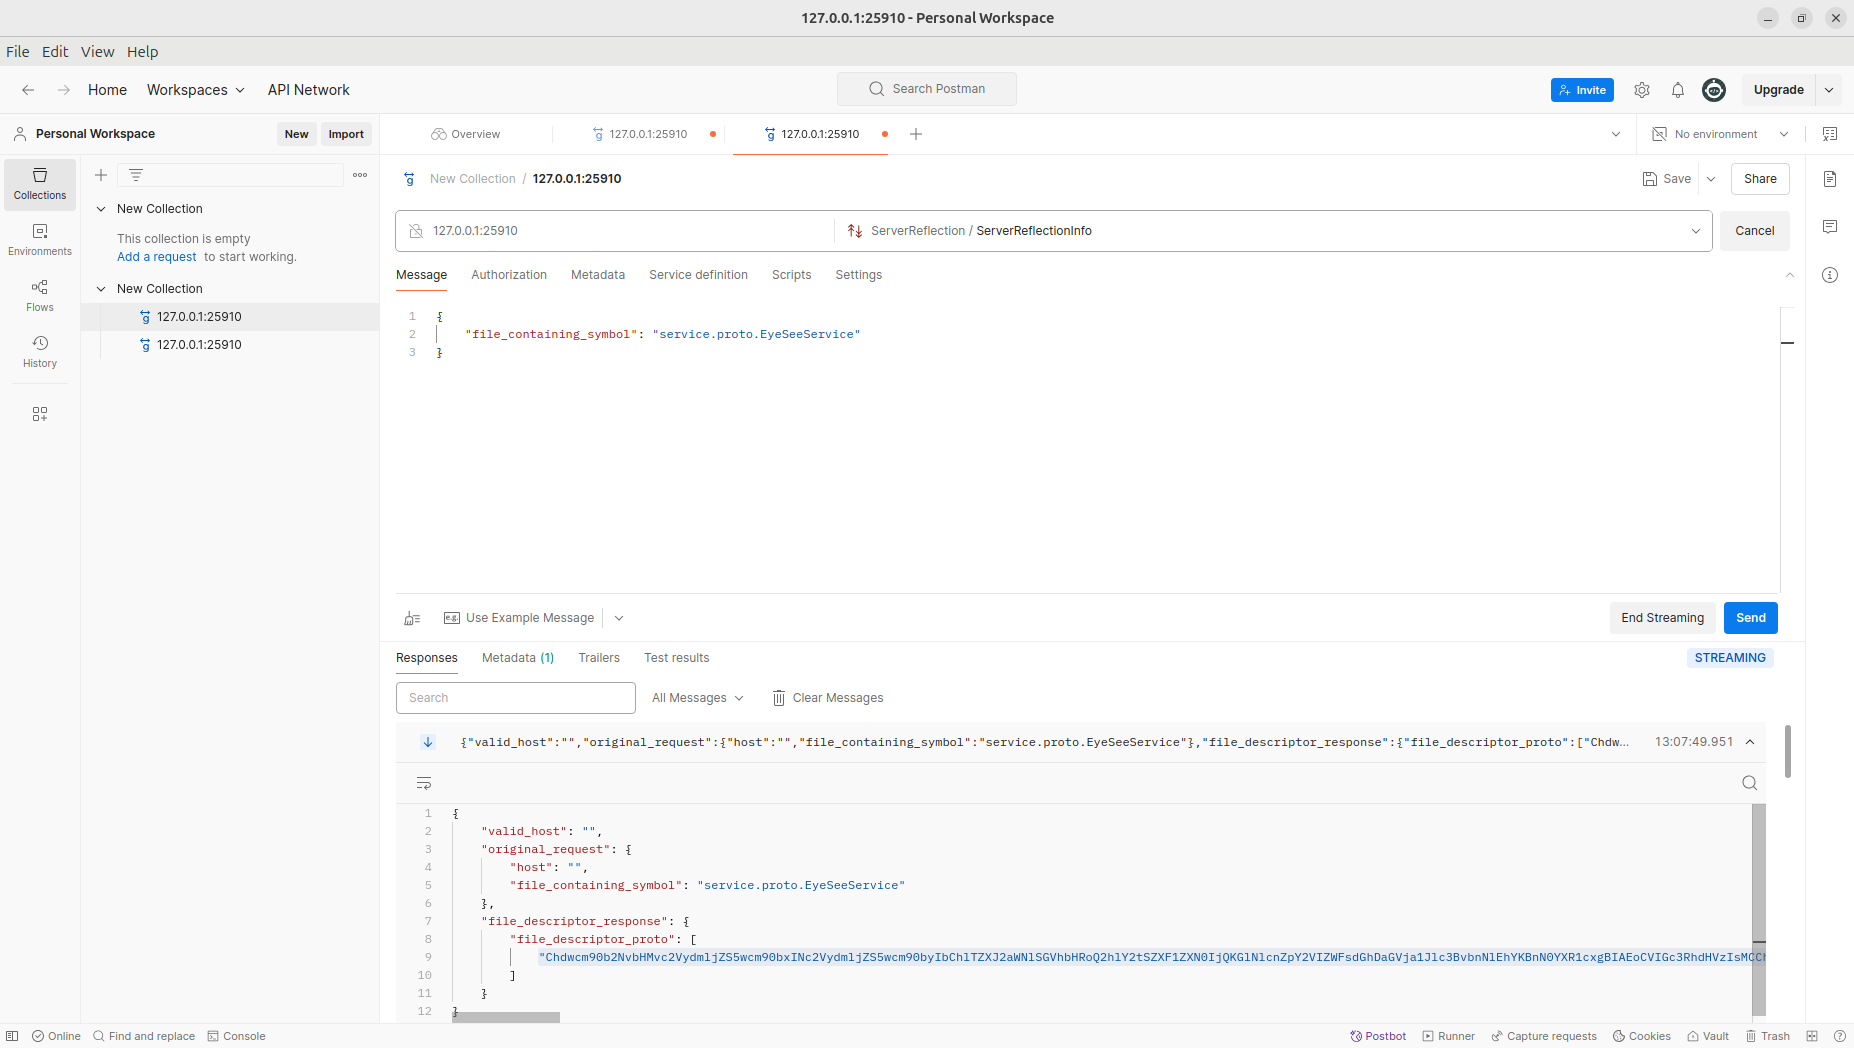 127.0.0.1:25910 - Personal Workspace
File Edit View Help
Home Workspaces API Network
Search Postman
Invite
Upgrade
Personal Workspace
New Import
Overview
127.0.0.1:25910
127.0.0.1:25910
No environment
Collections
Environments
Flows
History
New Collection
This collection is empty
Add a request to start working.
New Collection
127.0.0.1:25910
127.0.0.1:25910
New Collection / 127.0.0.1:25910
Save Share
127.0.0.1:25910
ServerReflection / ServerReflectionInfo
Cancel
Message Authorization Metadata Service definition Scripts Settings
1 {
2 "file_containing_symbol": "service.proto.EyeSeeService"
3 }
e.g. Use Example Message
End Streaming Send
Responses Metadata (1) Trailers Test results
STREAMING
Search
All Messages
Clear Messages
{"valid_host":"","original_request":{"host":"","file_containing_symbol":"service.proto.EyeSeeService"},"file_descriptor_response":{"file_descriptor_proto":["Chdw... 13:07:49.951
1 {
2 "valid_host": "",
3 "original_request": {
4 "host": "",
5 "file_containing_symbol": "service.proto.EyeSeeService"
6 },
7 "file_descriptor_response": {
8 "file_descriptor_proto": [
9
10 ]
11 }
12 }
Online Find and replace Console
Postbot Runner Capture requests Cookies Vault Trash